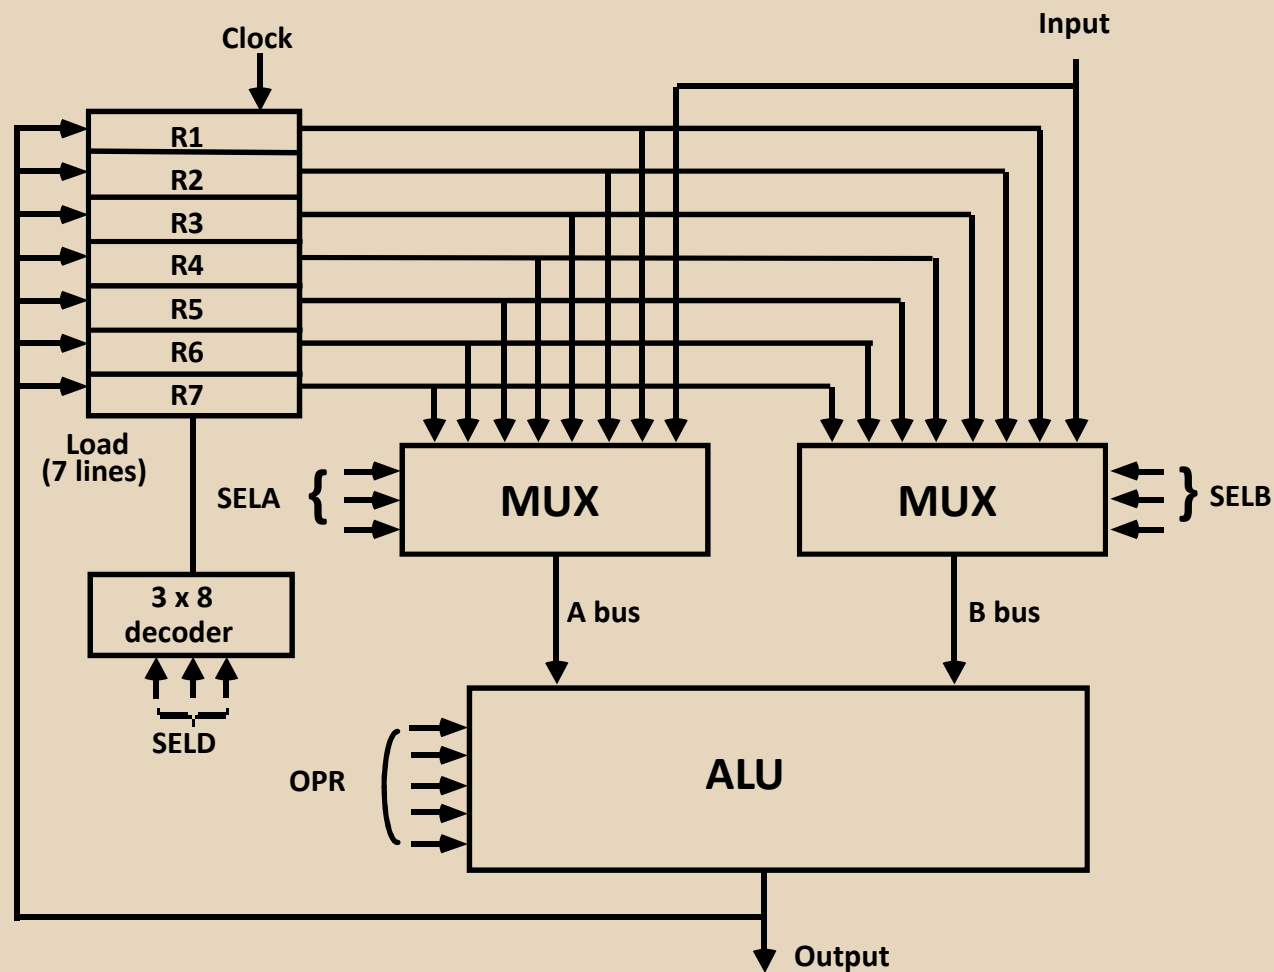 Clock
Input
R1
R2
R3
R4
R5
R6
R7
Load
(7 lines)
SELA {
MUX
MUX
} SELB
3 x 8
decoder
A bus
B bus
SELD
OPR
ALU
Output